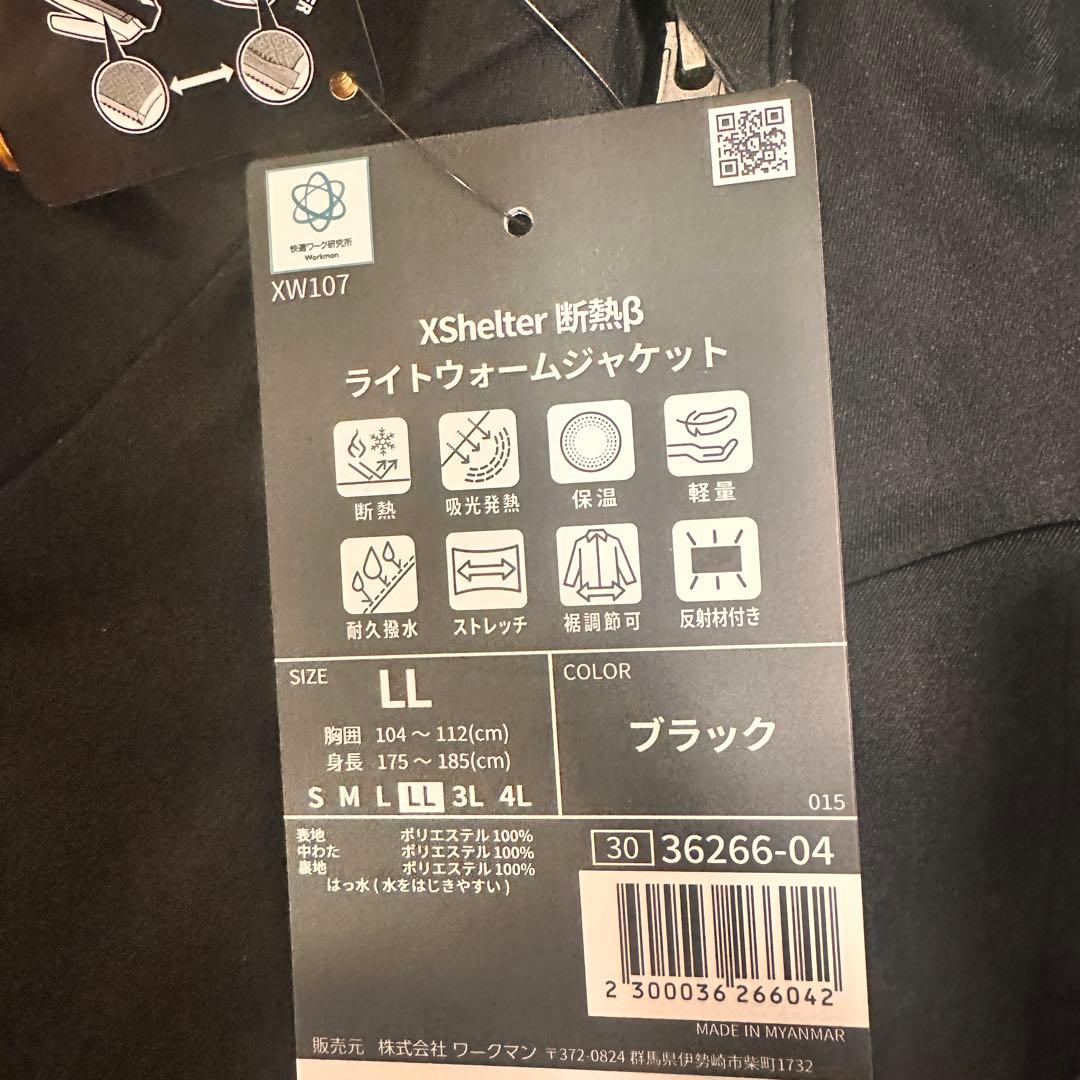 快適ワーク研究所
Workman
XW107
XShelter 断熱β
ライトウォームジャケット
断熱
吸光発熱
保温
軽量
耐久撥水
ストレッチ
裾調節可
反射材付き
SIZE
LL
胸囲 104～112(cm)
身長 175～185(cm)
S M L LL 3L 4L
COLOR
ブラック
015
表地 ポリエステル100%
中わた ポリエステル100%
裏地 ポリエステル100%
はっ水(水をはじきやすい)
30 36266-04
2 300036 266042
MADE IN MYANMAR
販売元 株式会社 ワークマン 〒372-0824 群馬県伊勢崎市柴町1732